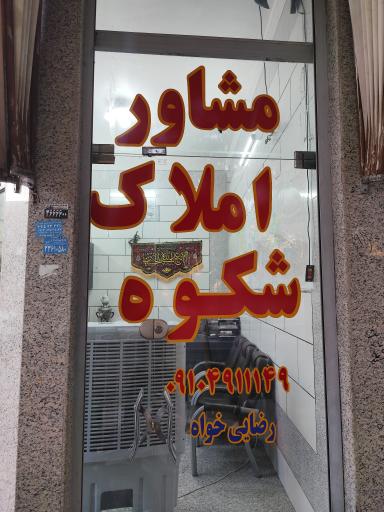 مشاور
املاک
شکوه
۰۹۱۰۴۹۱۱۱۴۹
رضایی خواه